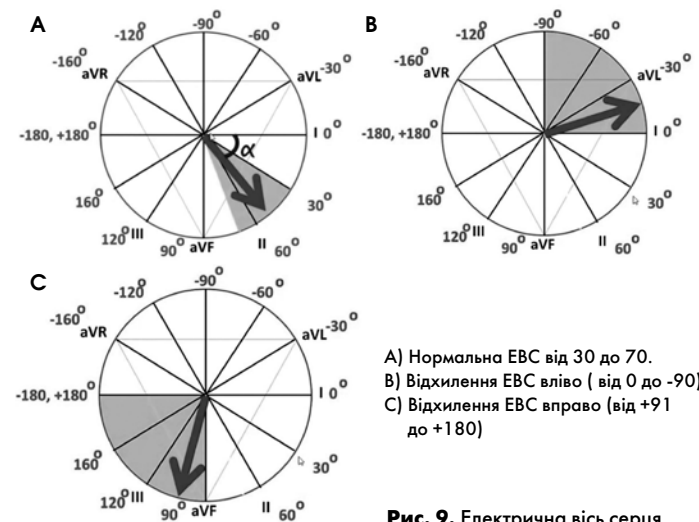 A
-90°
-120°
-60°
-160°
aVR
aVL
-30°
-180, +180°
I 0°
α
160°
30°
120°
III
90°
aVF
II
60°
B
-90°
-120°
-60°
-160°
aVR
aVL
-30°
-180, +180°
I 0°
160°
30°
120°
III
90°
aVF
II
60°
C
-90°
-120°
-60°
-160°
aVR
aVL
-30°
-180, +180°
I 0°
160°
30°
120°
III
90°
aVF
II
60°
А) Нормальна ЕВС від 30 до 70.
В) Відхилення ЕВС вліво ( від 0 до -90)
С) Відхилення ЕВС вправо (від +91
до +180)
Рис. 9. Електрична вісь серця